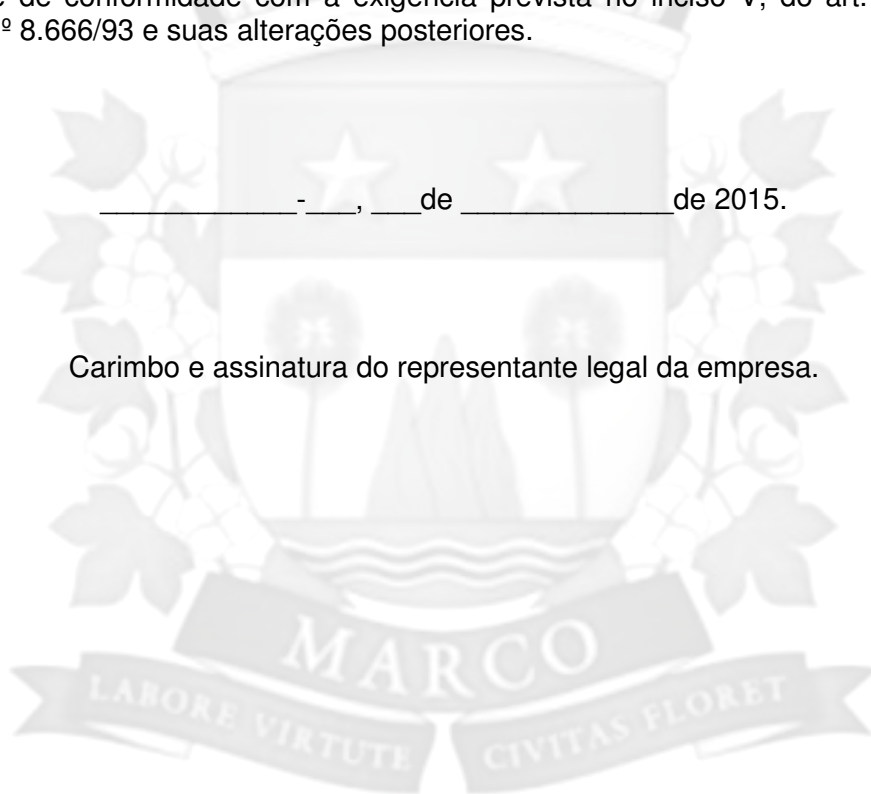 e de conformidade com a exigência prevista no inciso V, do art.
º 8.666/93 e suas alterações posteriores.
____________-___, ___de _____________de 2015.
Carimbo e assinatura do representante legal da empresa.
MARCO
LABORE VIRTUTE CIVITAS FLORET